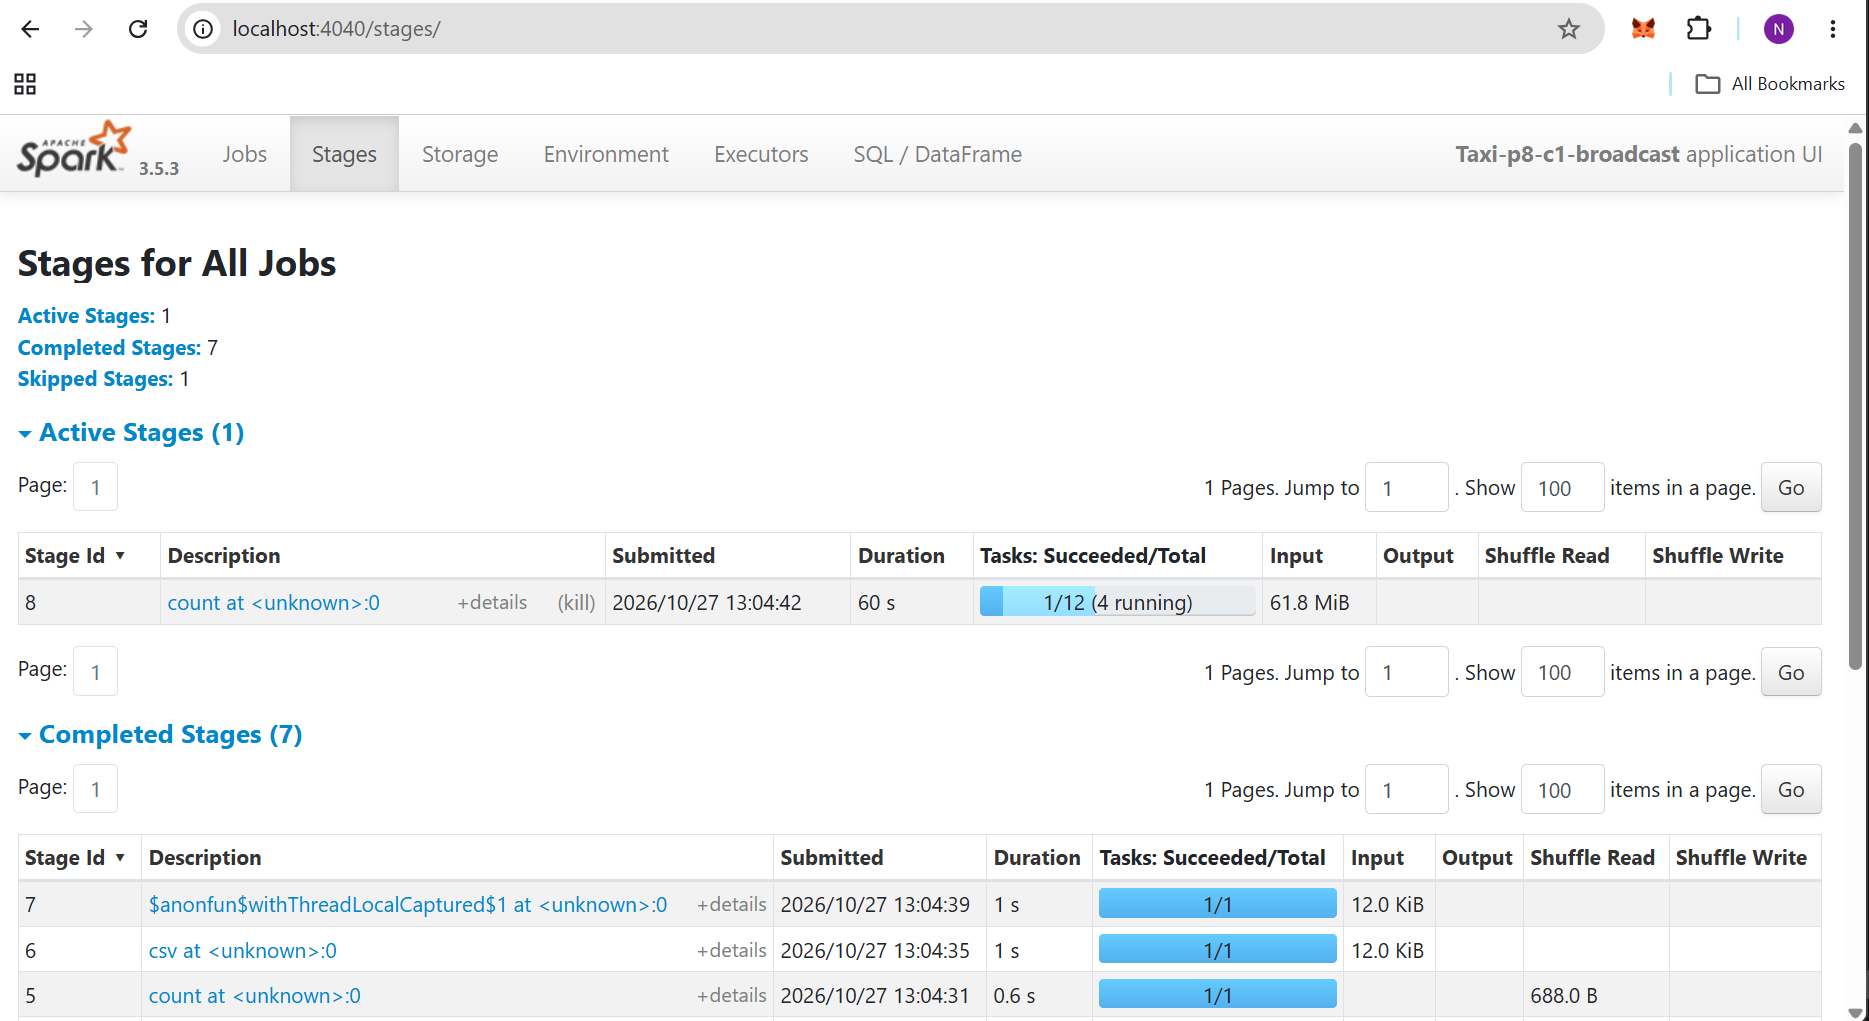 localhost:4040/stages/
N
All Bookmarks
APACHE Spark 3.5.3 Jobs Stages Storage Environment Executors SQL / DataFrame Taxi-p8-c1-broadcast application UI
Stages for All Jobs
Active Stages: 1
Completed Stages: 7
Skipped Stages: 1
Active Stages (1)
Page: 1 1 Pages. Jump to 1 . Show 100 items in a page. Go
Stage Id ▼ Description Submitted Duration Tasks: Succeeded/Total Input Output Shuffle Read Shuffle Write
8 count at <unknown>:0 +details (kill) 2026/10/27 13:04:42 60 s 1/12 (4 running) 61.8 MiB
Page: 1 1 Pages. Jump to 1 . Show 100 items in a page. Go
Completed Stages (7)
Page: 1 1 Pages. Jump to 1 . Show 100 items in a page. Go
Stage Id ▼ Description Submitted Duration Tasks: Succeeded/Total Input Output Shuffle Read Shuffle Write
7 $anonfun$withThreadLocalCaptured$1 at <unknown>:0 +details 2026/10/27 13:04:39 1 s 1/1 12.0 KiB
6 csv at <unknown>:0 +details 2026/10/27 13:04:35 1 s 1/1 12.0 KiB
5 count at <unknown>:0 +details 2026/10/27 13:04:31 0.6 s 1/1 688.0 B